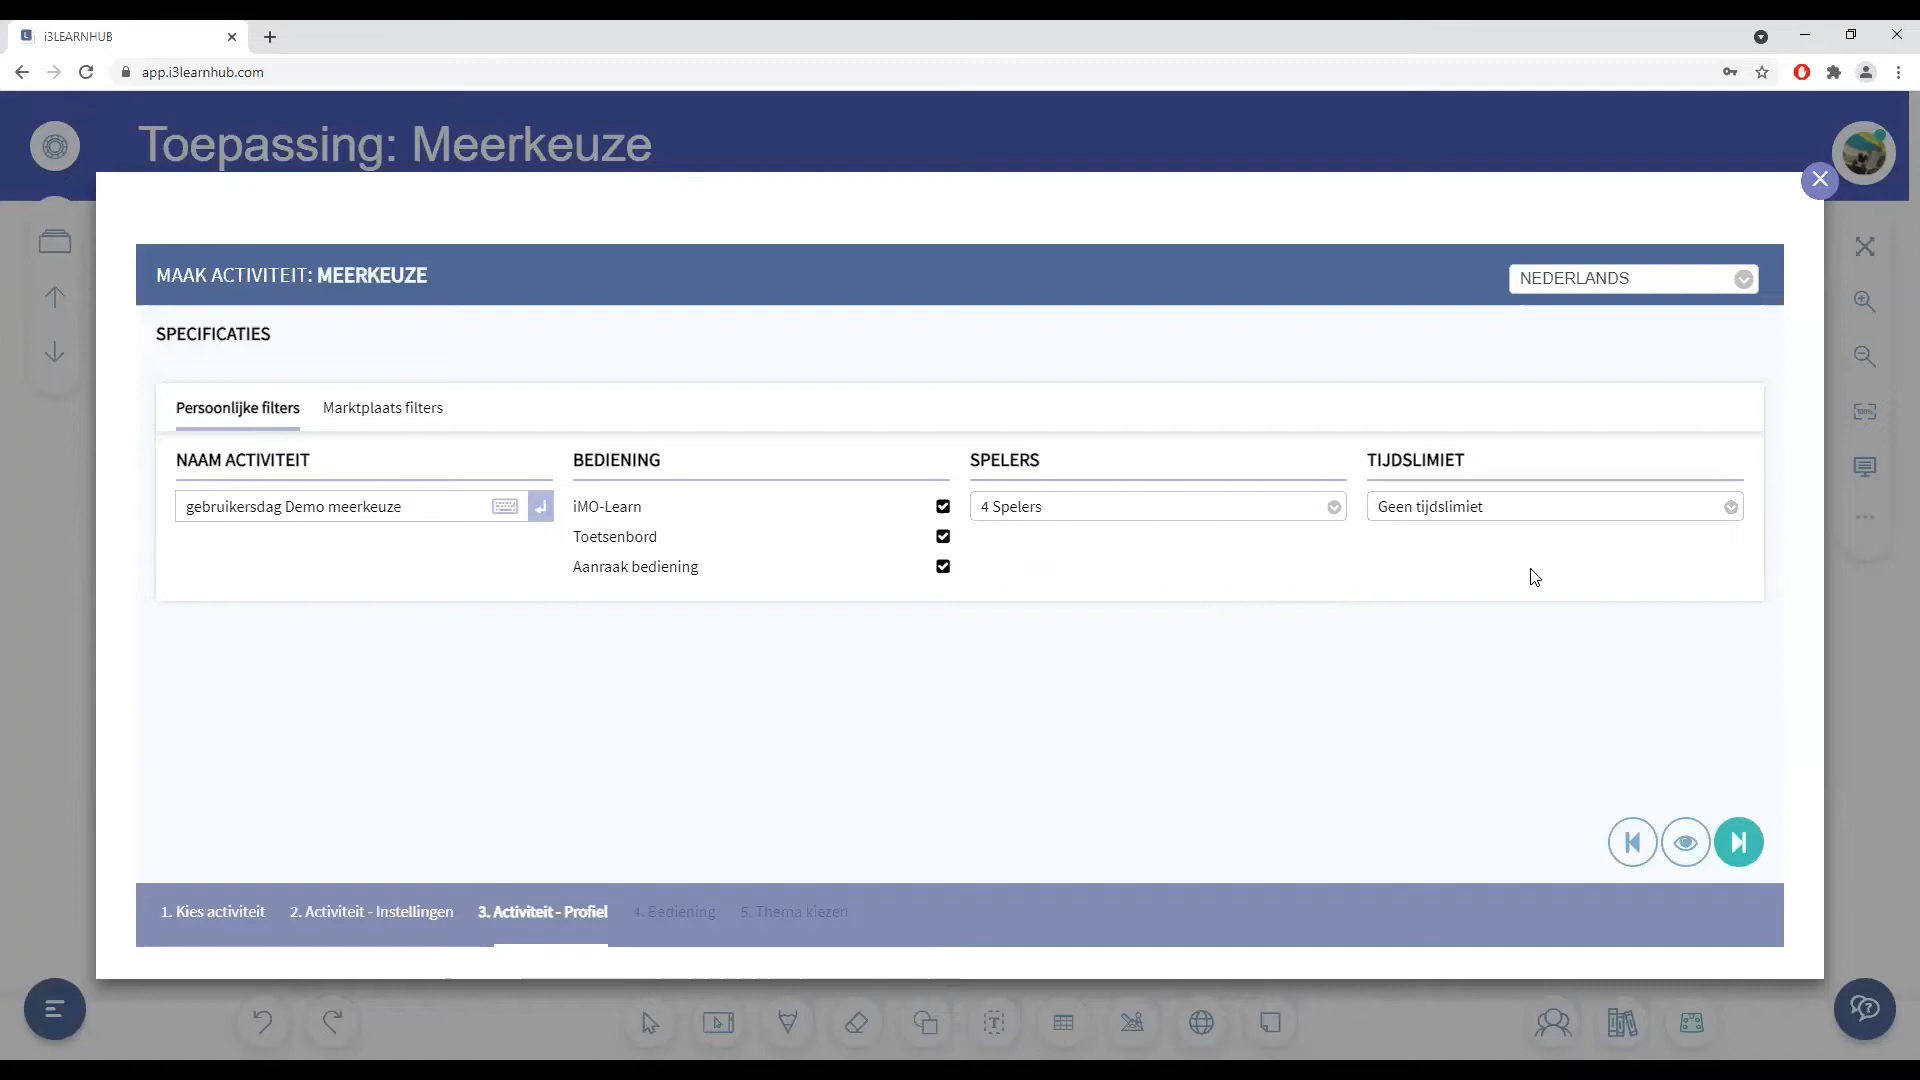 i3LEARNHUB
app.i3learnhub.com
Toepassing: Meerkeuze
MAAK ACTIVITEIT: MEERKEUZE
NEDERLANDS
SPECIFICATIES
Persoonlijke filters Marktplaats filters
NAAM ACTIVITEIT BEDIENING SPELERS TIJDSLIMIET
gebruikersdag Demo meerkeuze iMO-Learn 4 Spelers Geen tijdslimiet
Toetsenbord
Aanraak bediening
1. Kies activiteit 2. Activiteit - Instellingen 3. Activiteit - Profiel 4. Bediening 5. Thema kiezen